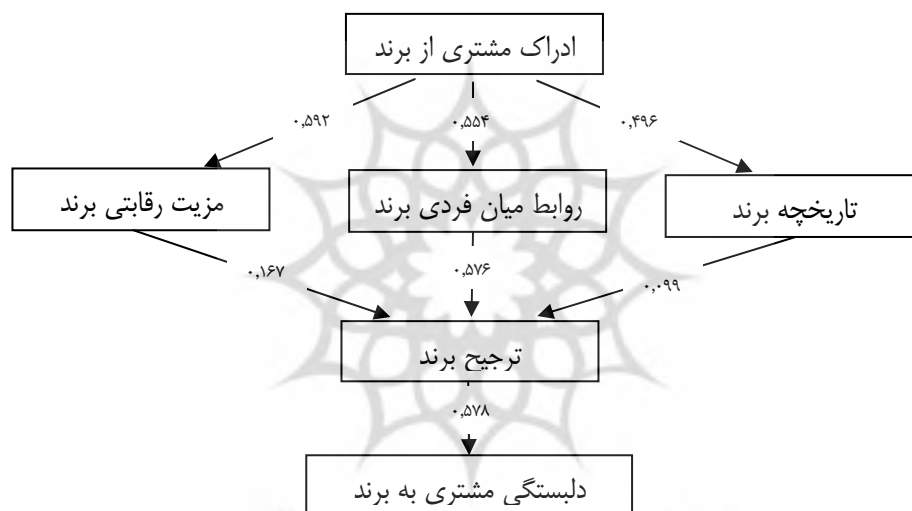 ادراک مشتری از برند
۰,۴۹۶
۰,۵۵۴
۰,۵۹۲
تاریخچه برند
روابط میان فردی برند
مزیت رقابتی برند
۰,۰۹۹
۰,۵۷۶
۰,۱۶۷
ترجیح برند
۰,۵۷۸
دلبستگی مشتری به برند